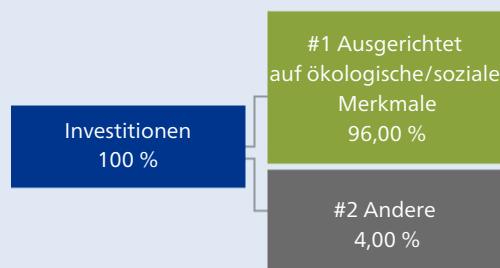 #1 Ausgerichtet
auf ökologische/soziale
Merkmale
96,00 %
Investitionen
100 %
#2 Andere
4,00 %